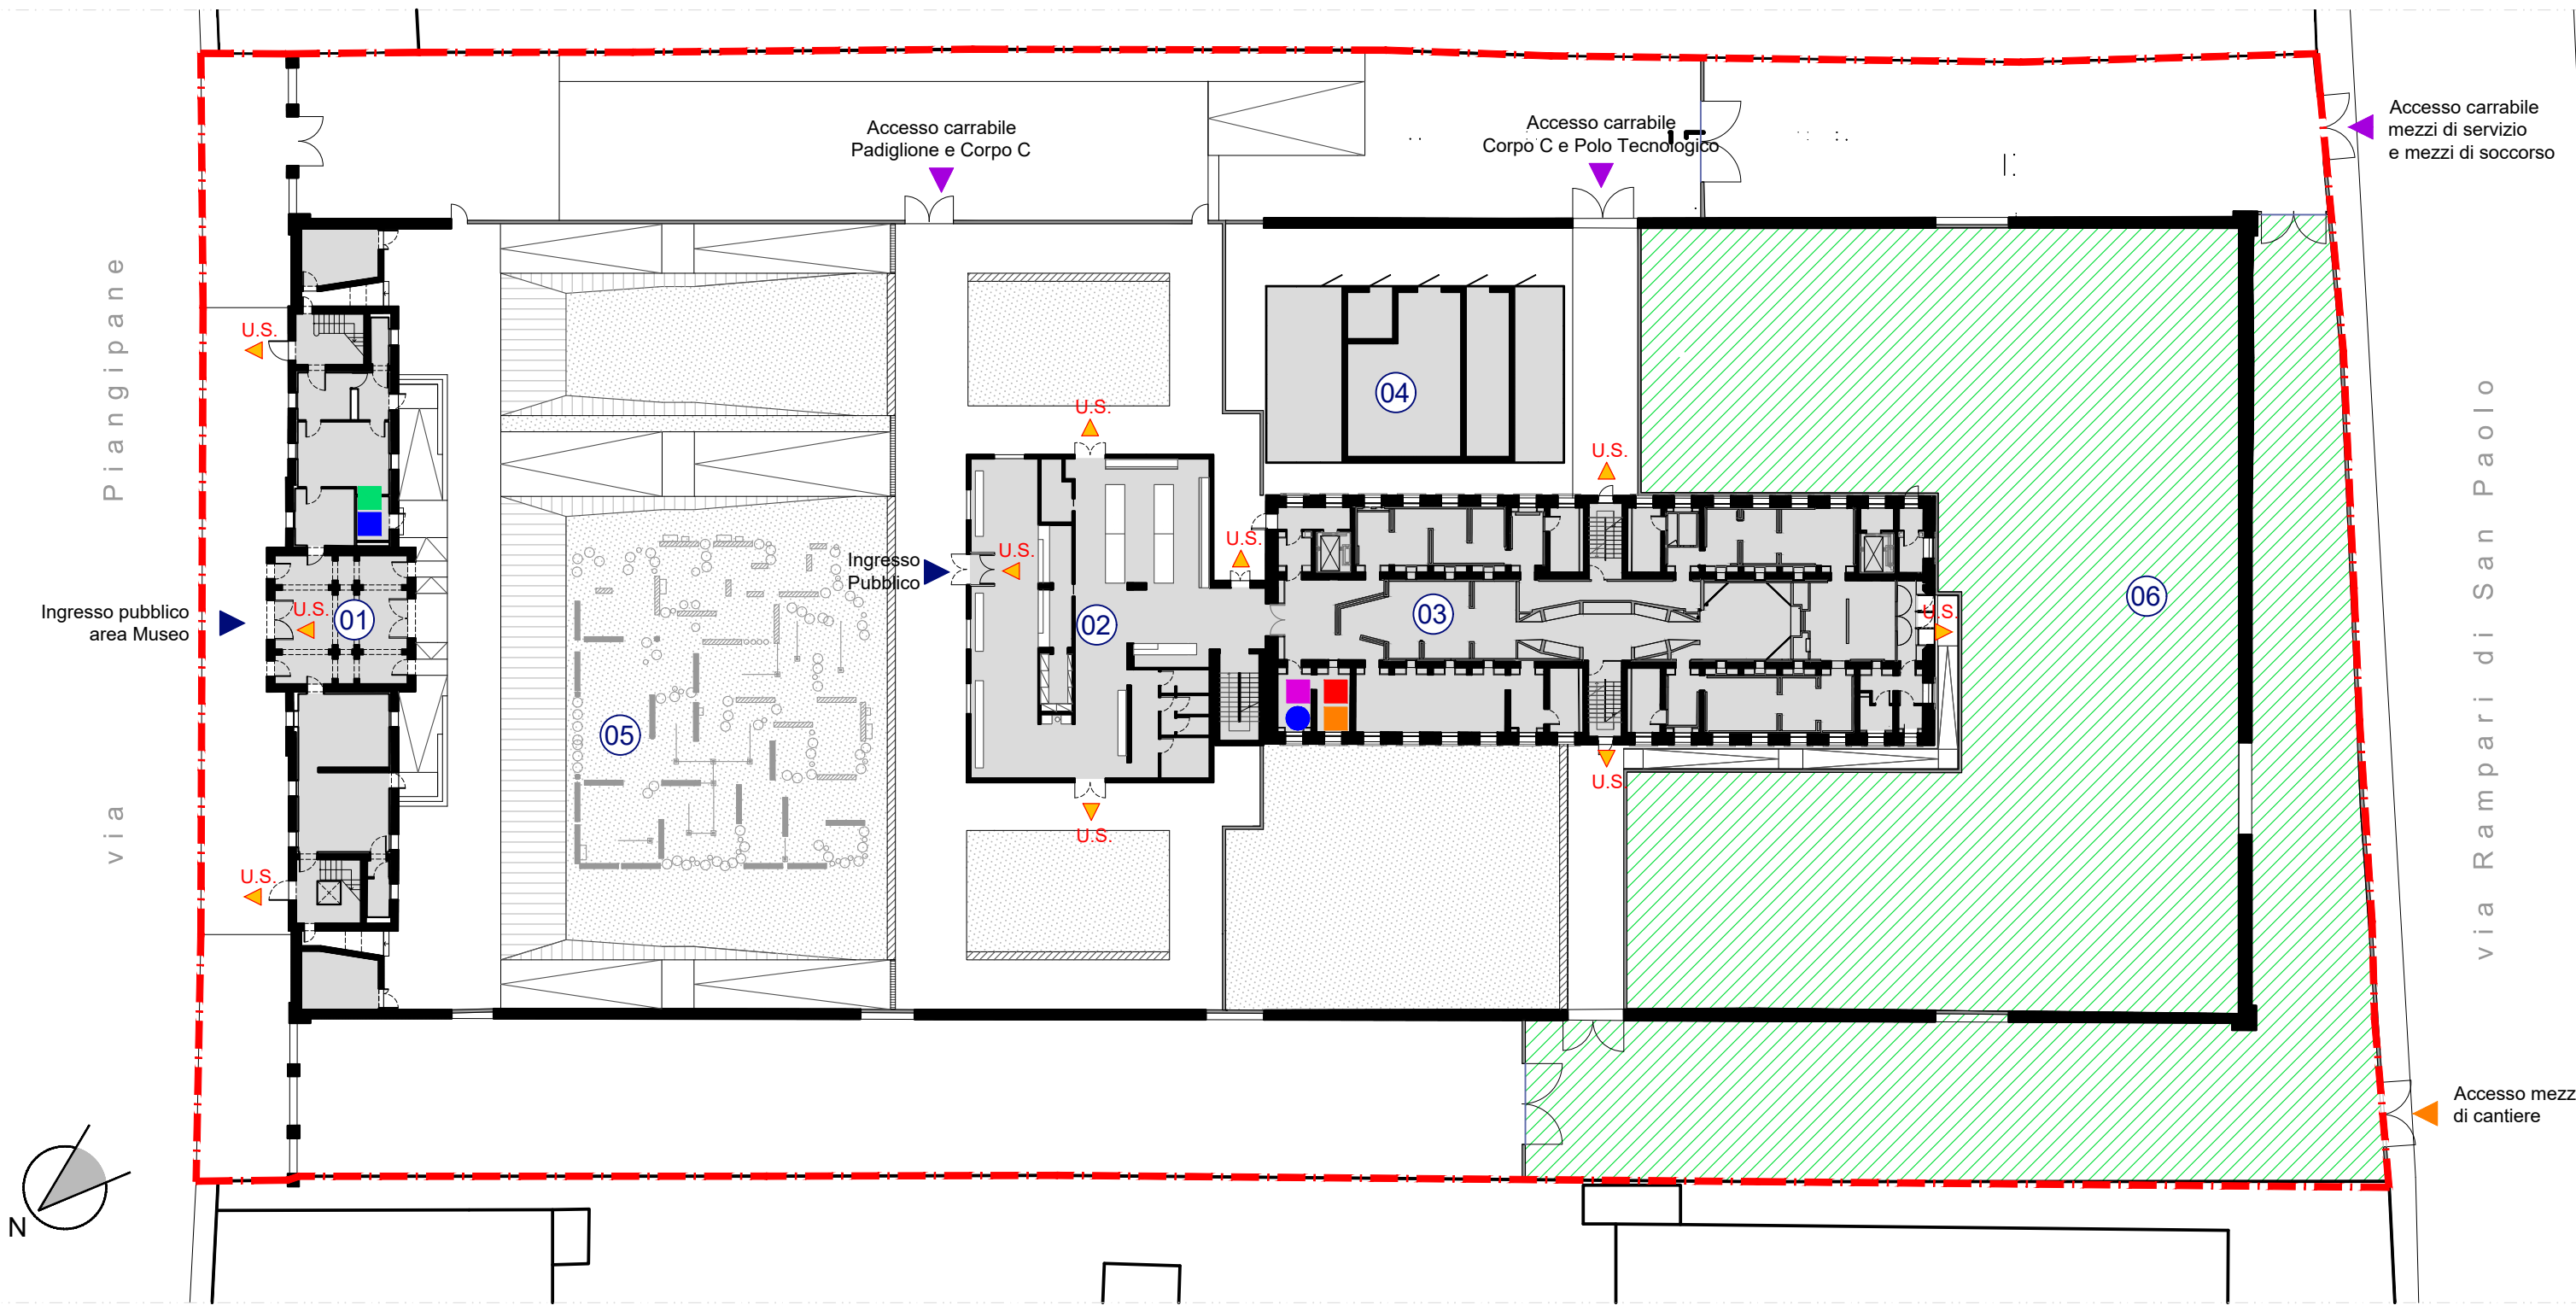 Accesso carrabile
Padiglione e Corpo C
Accesso carrabile
Corpo C e Polo Tecnologico
Accesso carrabile
mezzi di servizio
e mezzi di soccorso
via Piangipane
via Rampari di San Paolo
U.S.
U.S.
U.S.
U.S.
U.S.
U.S.
U.S.
U.S.
U.S.
U.S.
U.S.
Ingresso
Pubblico
Ingresso pubblico
area Museo
01
02
03
04
05
06
Accesso mezz
di cantiere
N